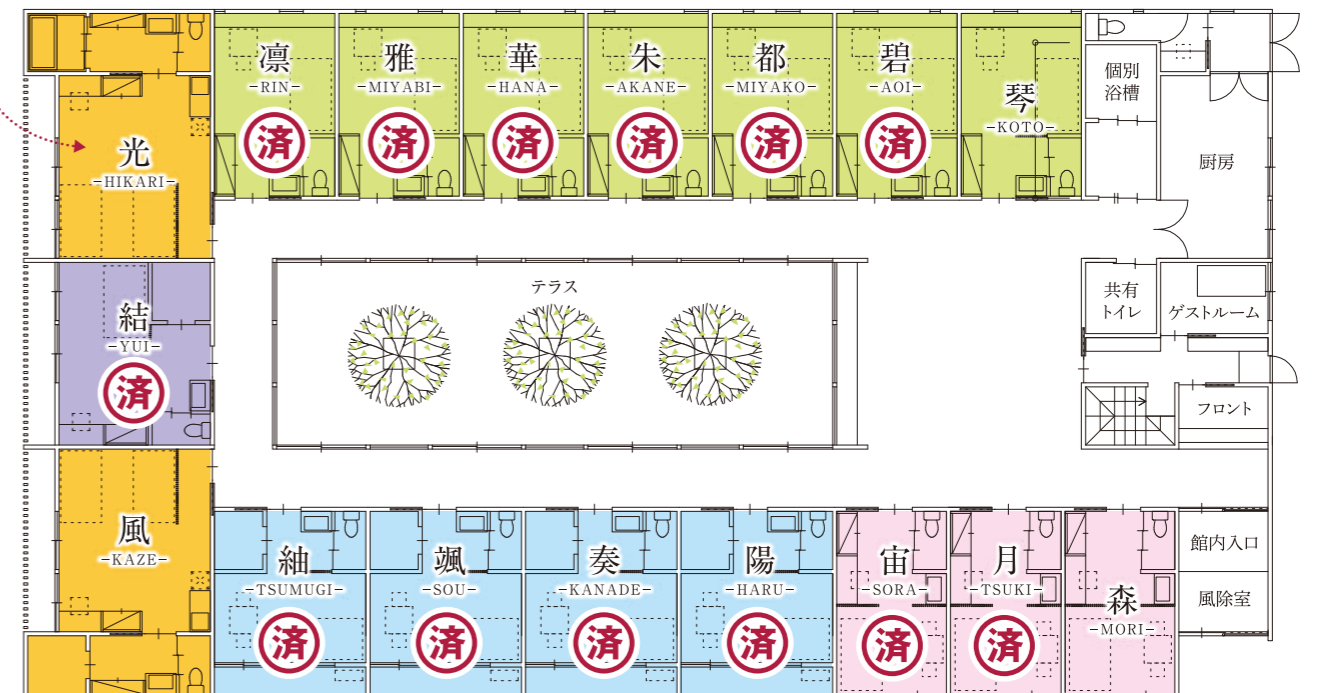 凛
-RIN-
済
雅
-MIYABI-
済
華
-HANA-
済
朱
-AKANE-
済
都
-MIYAKO-
済
碧
-AOI-
済
琴
-KOTO-
個別
浴槽
厨房
光
-HIKARI-
テラス
共有
トイレ
ゲストルーム
結
-YUI-
済
フロント
風
-KAZE-
紬
-TSUMUGI-
済
颯
-SOU-
済
奏
-KANADE-
済
陽
-HARU-
済
宙
-SORA-
済
月
-TSUKI-
済
森
-MORI-
館内入口
風除室